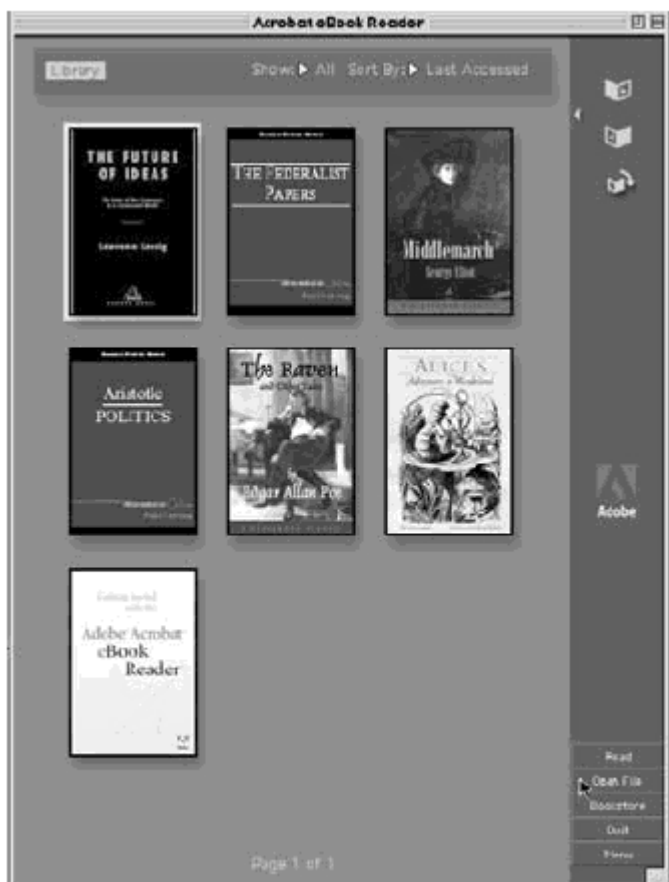 Acrobat eBook Reader
Library
Show: All Sort By: Last Accessed
THE FUTURE
OF IDEAS
Lawrence Lessig
THE FEDERALIST
PAPERS
Middlemarch
George Eliot
Aristotle
POLITICS
The Raven
and Other Tales
by
Edgar Allan Poe
ALICE'S
Adventures in Wonderland
Adobe Acrobat
eBook
Reader
Adobe
Read
Open File
Bookstore
Quit
Menu
Page 1 of 1